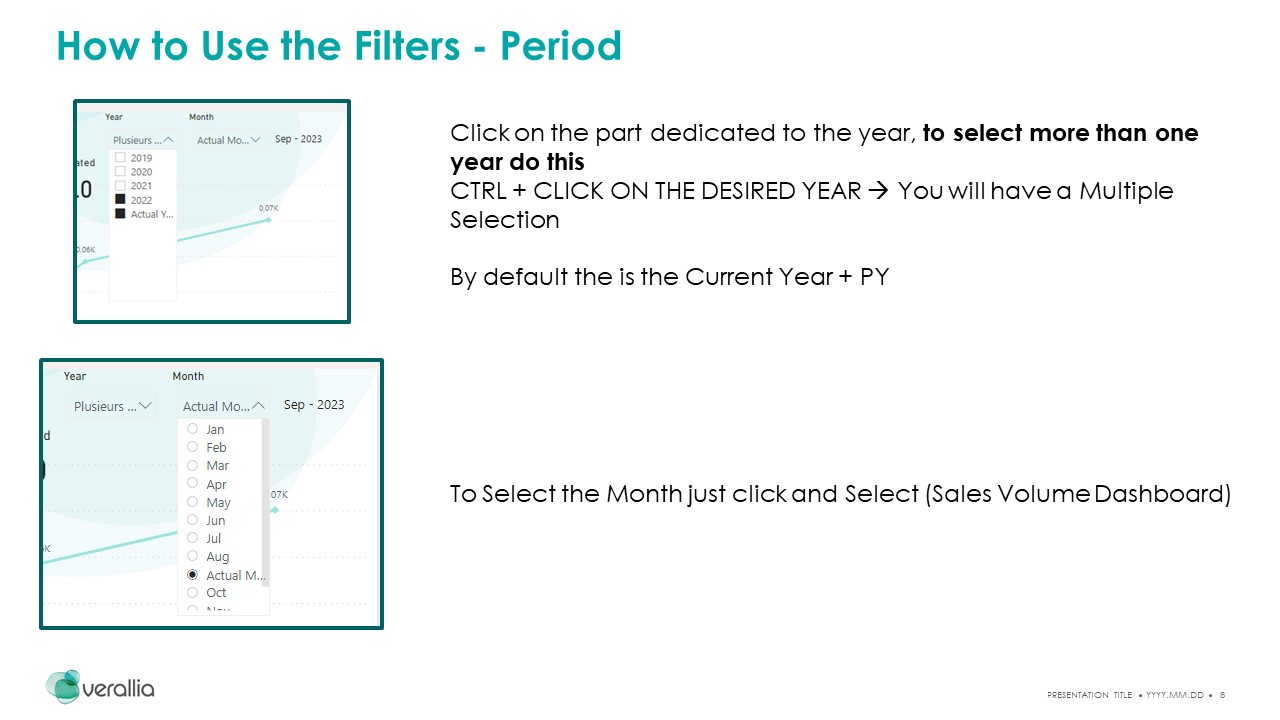 How to Use the Filters - Period
Year Month
Plusieurs ... Actual Mo... Sep - 2023
2019
ated
2020
2021
.0
2022
Actual Y...
0.07K
0.06K
Click on the part dedicated to the year, to select more than one
year do this
CTRL + CLICK ON THE DESIRED YEAR → You will have a Multiple
Selection
By default the is the Current Year + PY
Year Month
Plusieurs ... Actual Mo... Sep - 2023
Jan
d
Feb
Mar
Apr
May
Jun
Jul
Aug
Actual M...
Oct
Nov
07K
K
To Select the Month just click and Select (Sales Volume Dashboard)
verallia
PRESENTATION TITLE • YYYY.MM.DD • 8